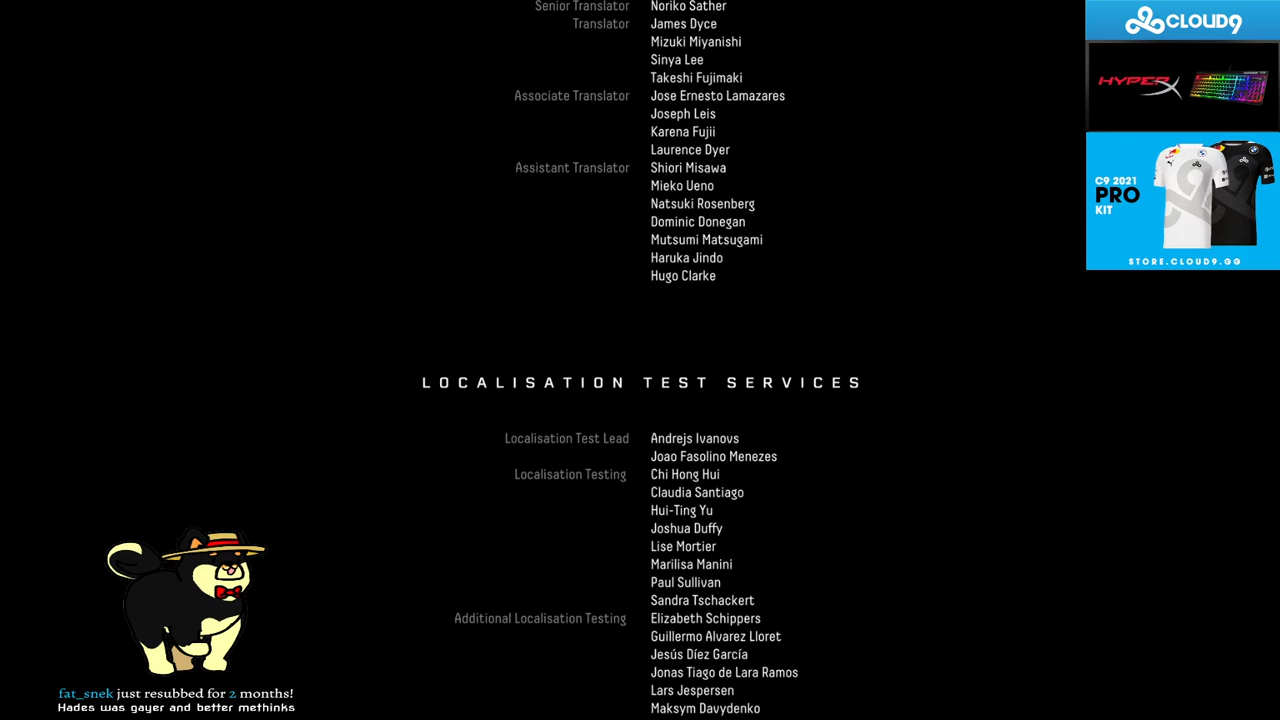 Senior Translator Noriko Sather
Translator James Dyce
Mizuki Miyanishi
Sinya Lee
Takeshi Fujimaki
Associate Translator Jose Ernesto Lamazares
Joseph Leis
Karena Fujii
Laurence Dyer
Assistant Translator Shiori Misawa
Mieko Ueno
Natsuki Rosenberg
Dominic Donegan
Mutsumi Matsugami
Haruka Jindo
Hugo Clarke
LOCALISATION TEST SERVICES
Localisation Test Lead Andrejs Ivanovs
Joao Fasolino Menezes
Localisation Testing Chi Hong Hui
Claudia Santiago
Hui-Ting Yu
Joshua Duffy
Lise Mortier
Marilisa Manini
Paul Sullivan
Sandra Tschackert
Additional Localisation Testing Elizabeth Schippers
Guillermo Alvarez Lloret
Jesús Díez García
Jonas Tiago de Lara Ramos
Lars Jespersen
Maksym Davydenko
CLOUD9
HYPERX
C9 2021
PRO
KIT
STORE.CLOUD9.GG
fat_snek just resubbed for 2 months!
Hades was gayer and better methinks